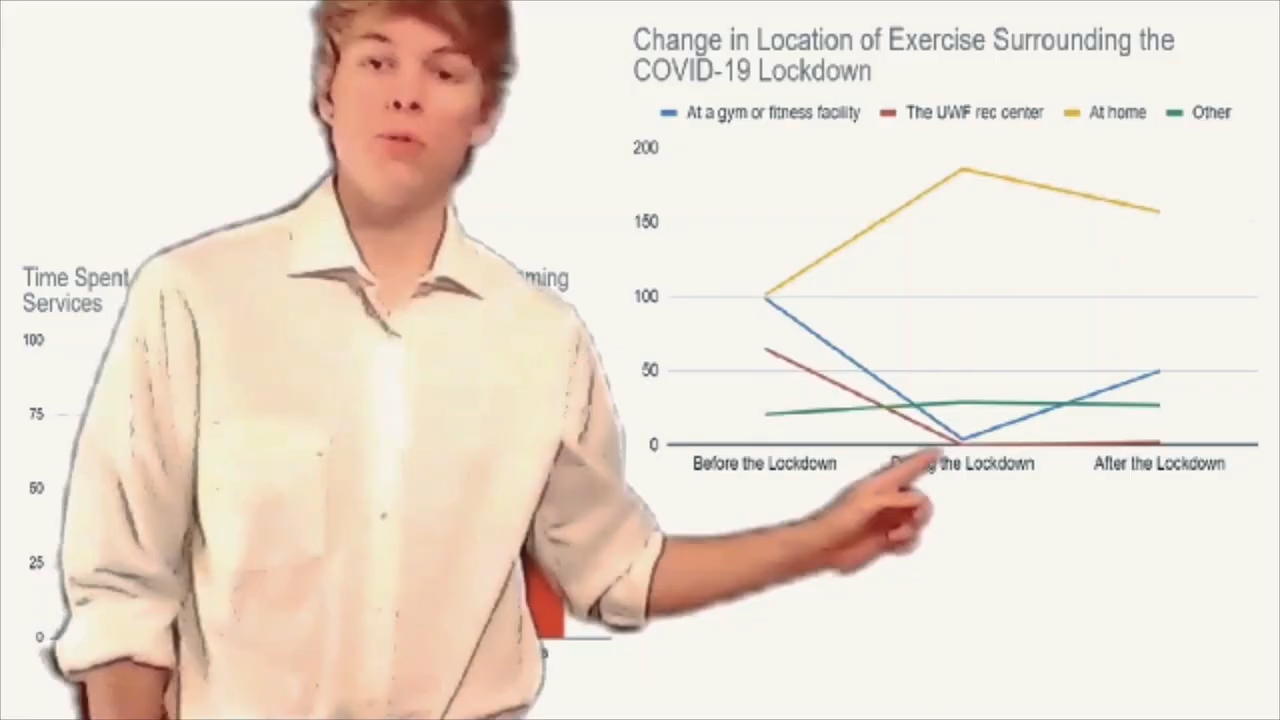 Change in Location of Exercise Surrounding the
COVID-19 Lockdown
At a gym or fitness facility The UWF rec center At home Other
200
150
100
50
0
Before the Lockdown the Lockdown After the Lockdown
Time Spent
Services
100
75
50
25
0